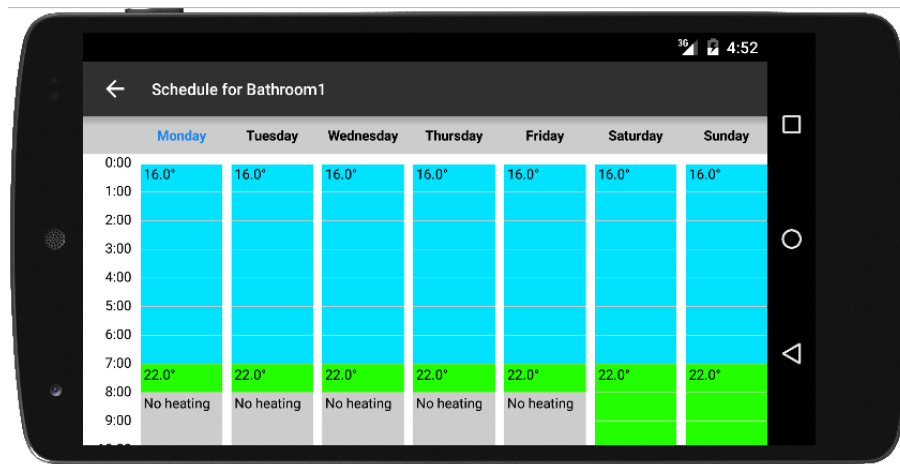 3G 4:52
Schedule for Bathroom1
Monday Tuesday Wednesday Thursday Friday Saturday Sunday
0:00
16.0° 16.0° 16.0° 16.0° 16.0° 16.0° 16.0°
1:00
2:00
3:00
4:00
5:00
6:00
7:00
22.0° 22.0° 22.0° 22.0° 22.0° 22.0° 22.0°
8:00
No heating No heating No heating No heating No heating
9:00